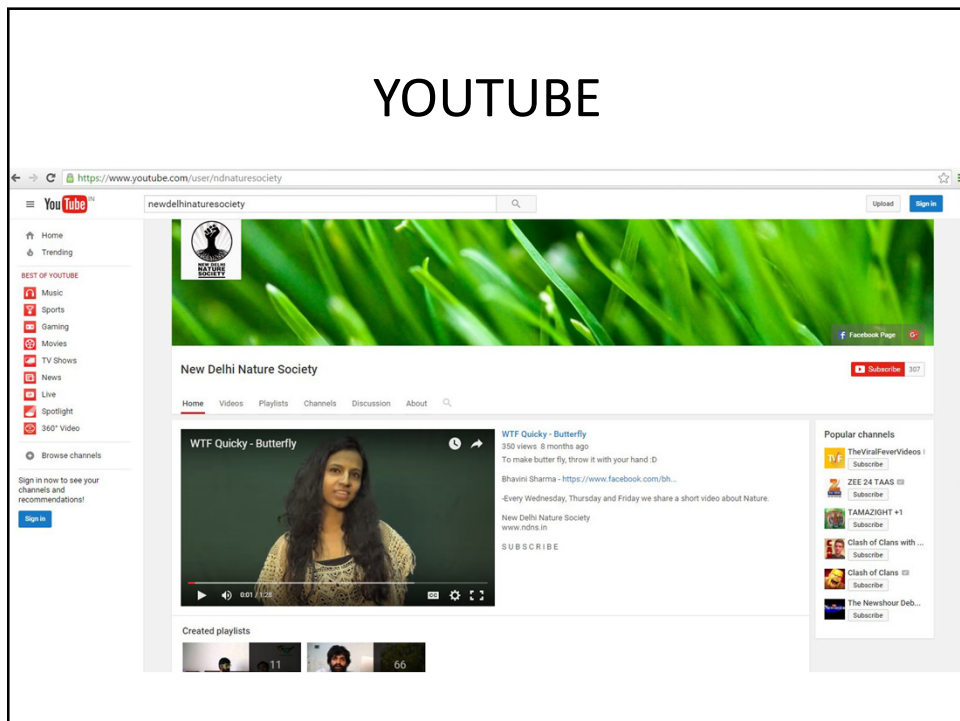 YOUTUBE
https://www.youtube.com/user/ndnaturesociety
YouTube IN
newdelhinaturesociety
Upload
Sign in
Home
Trending
BEST OF YOUTUBE
Music
Sports
Gaming
Movies
TV Shows
News
Live
Spotlight
360° Video
Browse channels
Sign in now to see your
channels and
recommendations!
Sign in
NEW DELHI
NATURE
SOCIETY
Facebook Page
G+
New Delhi Nature Society
Subscribe 307
Home Videos Playlists Channels Discussion About
WTF Quicky - Butterfly
0:01 / 1:28
CC
WTF Quicky - Butterfly
350 views 8 months ago
To make butter fly, throw it with your hand :D
Bhavini Sharma - https://www.facebook.com/bh...
-Every Wednesday, Thursday and Friday we share a short video about Nature.
New Delhi Nature Society
www.ndns.in
S U B S C R I B E
Created playlists
11
66
Popular channels
TheViralFeverVideos
Subscribe
ZEE 24 TAAS
Subscribe
TAMAZIGHT +1
Subscribe
Clash of Clans with ...
Subscribe
Clash of Clans
Subscribe
The Newshour Deb...
Subscribe